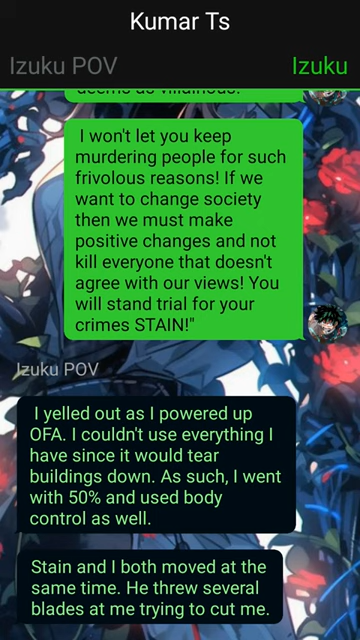 Kumar Ts
Izuku POV
Izuku
deems as villainous.
I won't let you keep
murdering people for such
frivolous reasons! If we
want to change society
then we must make
positive changes and not
kill everyone that doesn't
agree with our views! You
will stand trial for your
crimes STAIN!"
Izuku POV
I yelled out as I powered up
OFA. I couldn't use everything I
have since it would tear
buildings down. As such, I went
with 50% and used body
control as well.
Stain and I both moved at the
same time. He threw several
blades at me trying to cut me.